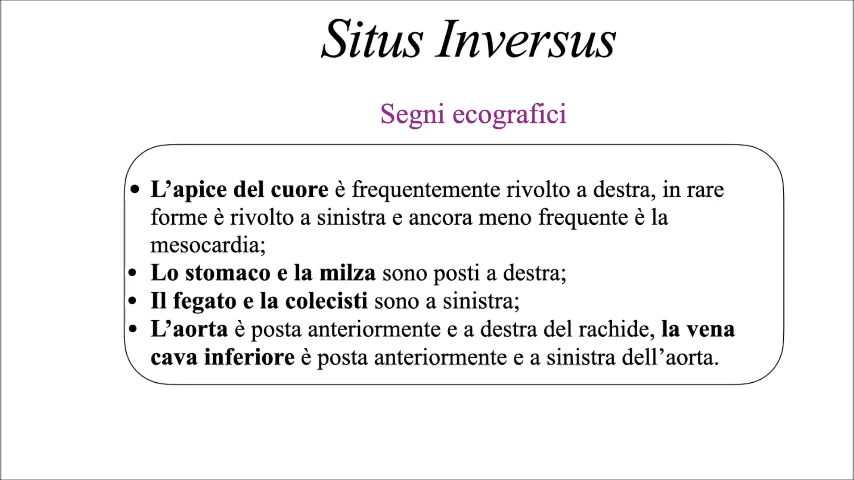 Situs Inversus
Segni ecografici
• L’apice del cuore è frequentemente rivolto a destra, in rare
forme è rivolto a sinistra e ancora meno frequente è la
mesocardia;
• Lo stomaco e la milza sono posti a destra;
• Il fegato e la colecisti sono a sinistra;
• L’aorta è posta anteriormente e a destra del rachide, la vena
cava inferiore è posta anteriormente e a sinistra dell’aorta.